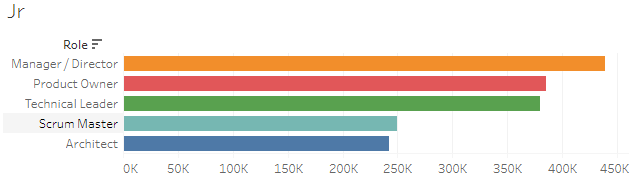 Jr
Role
Manager / Director
Product Owner
Technical Leader
Scrum Master
Architect
0K 50K 100K 150K 200K 250K 300K 350K 400K 450K